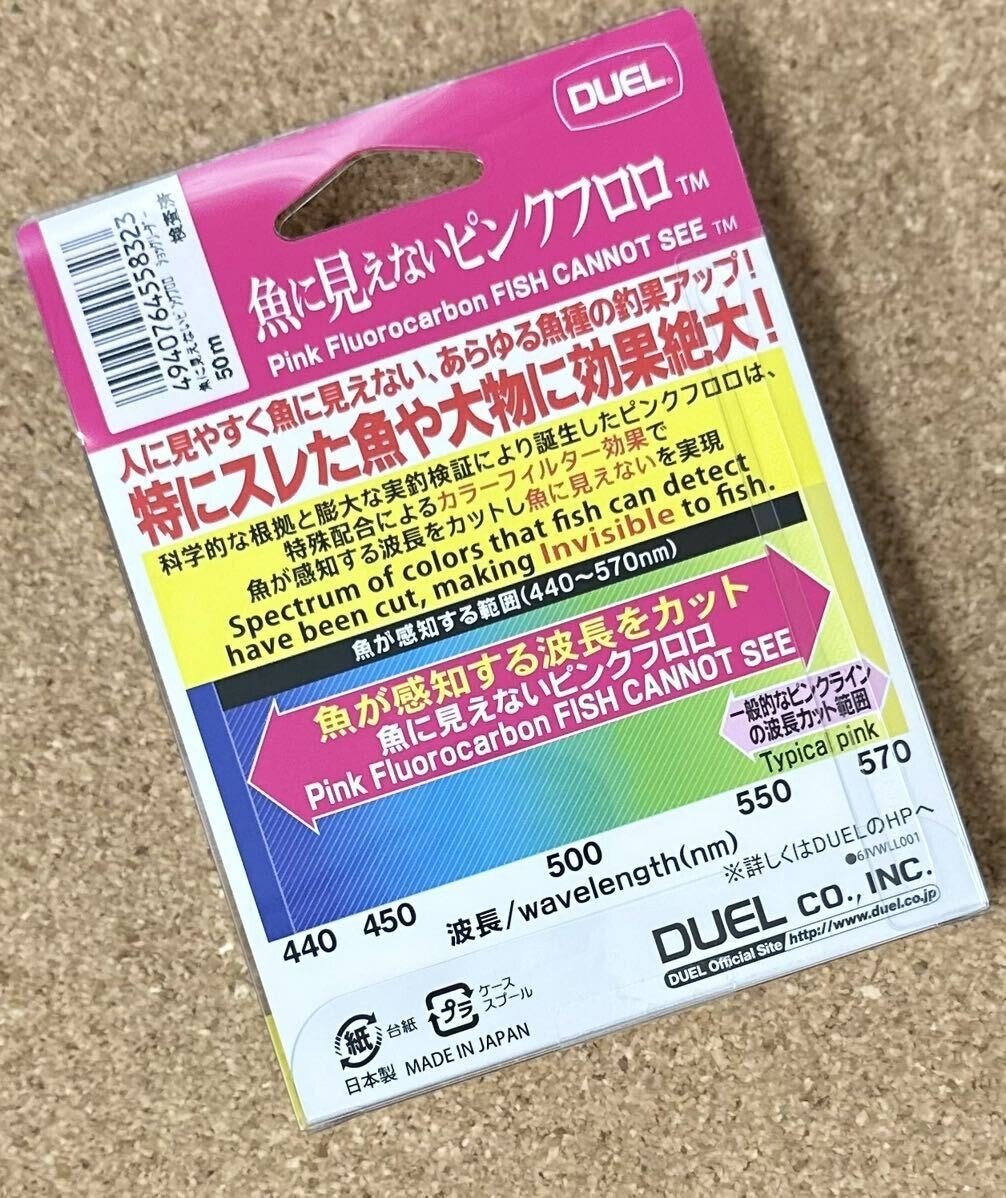 DUEL
魚に見えないピンクフロロ™
Pink Fluorocarbon FISH CANNOT SEE™
4940764558323
魚に見えないピンクフロロ ショックリーダー
50m
検査済
人に見やすく魚に見えない、あらゆる魚種の釣果アップ!
特にスレた魚や大物に効果絶大!
科学的な根拠と膨大な実釣検証により誕生したピンクフロロは、
特殊配合によるカラーフィルター効果で
魚が感知する波長をカットし魚に見えないを実現
Spectrum of colors that fish can detect
have been cut, making Invisible to fish.
魚が感知する範囲(440〜570nm)
魚が感知する波長をカット
魚に見えないピンクフロロ
Pink Fluorocarbon FISH CANNOT SEE
一般的なピンクライン
の波長カット範囲
Typical pink
440 450 500 550 570
波長/wavelength(nm)
※詳しくはDUELのHPへ
●6JVWLL001
DUEL CO., INC.
DUEL Official Site http://www.duel.co.jp
紙 台紙
プラ ケース
スプール
日本製 MADE IN JAPAN